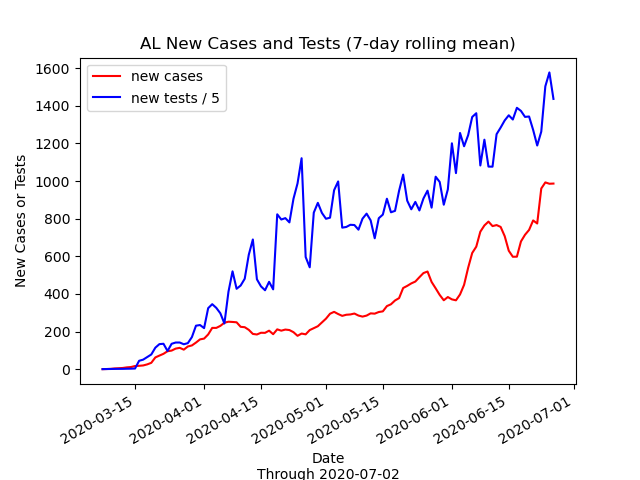 AL New Cases and Tests (7-day rolling mean)
new cases
new tests / 5
1600
1400
1200
1000
800
600
400
200
0
New Cases or Tests
2020-03-15
2020-04-01
2020-04-15
2020-05-01
2020-05-15
2020-06-01
2020-06-15
2020-07-01
Date
Through 2020-07-02